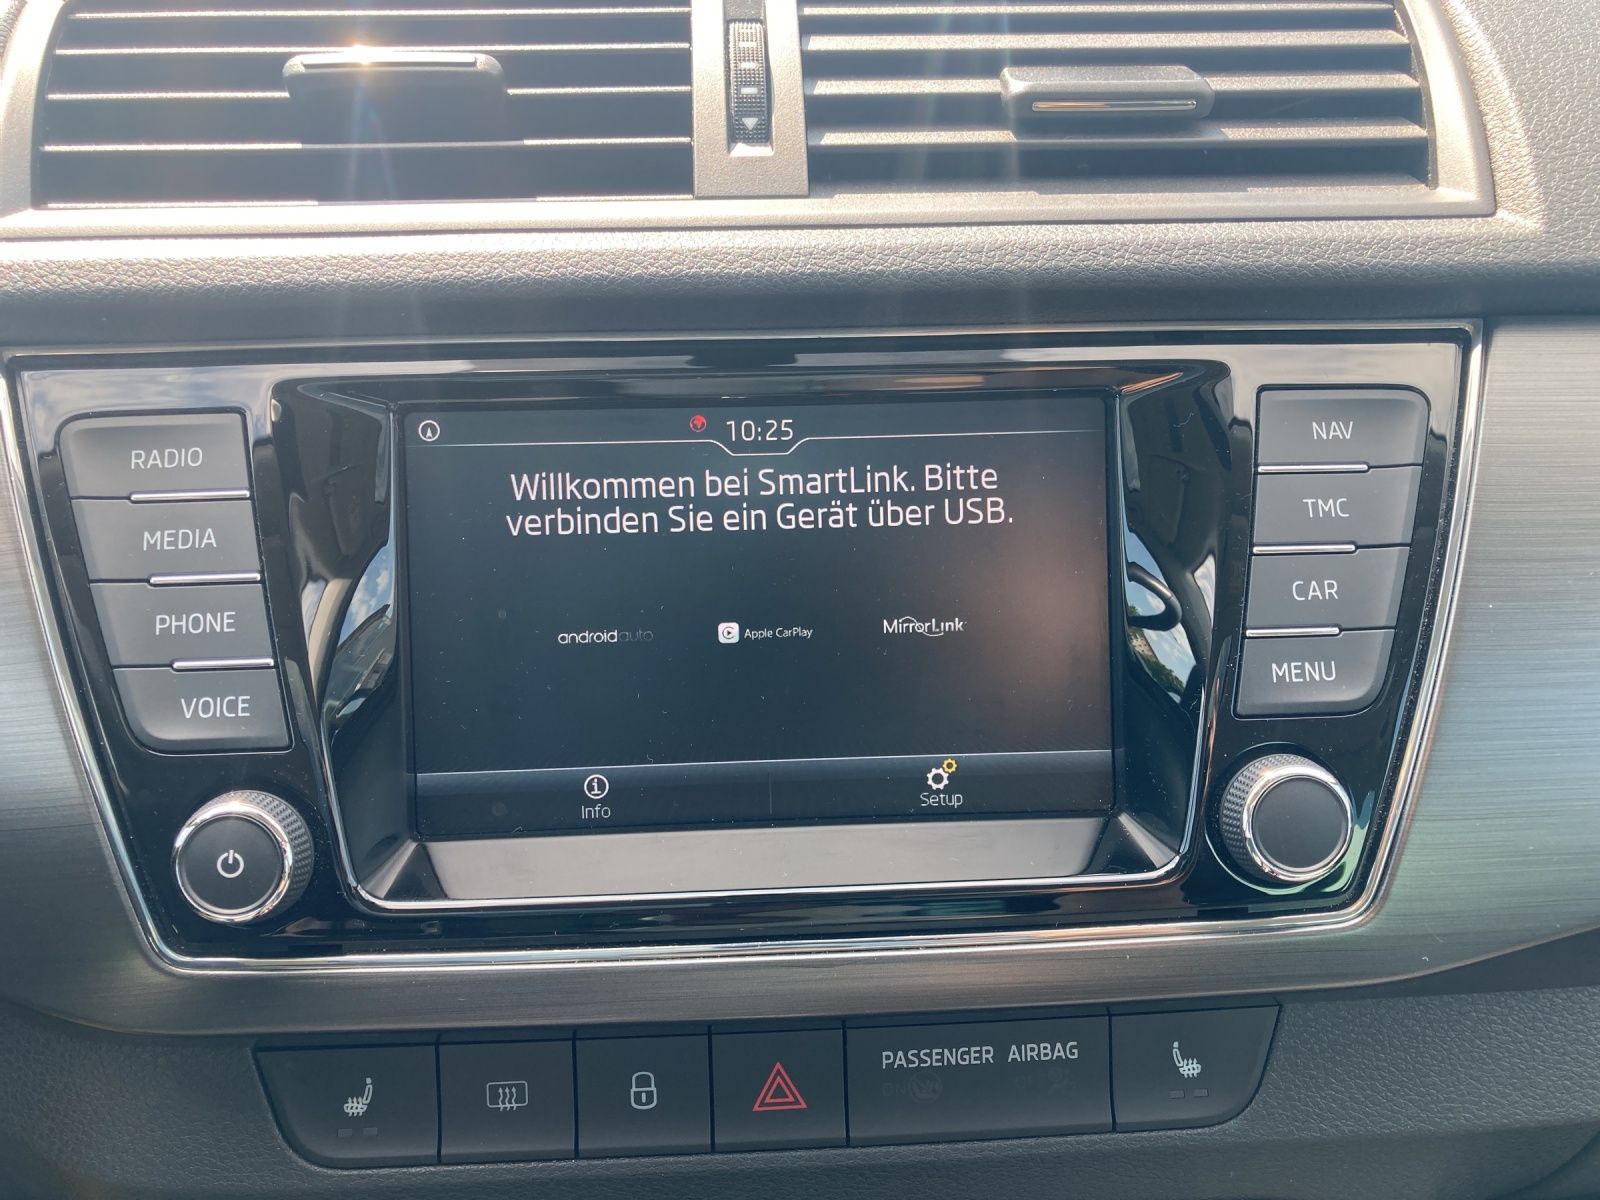 10:25
Willkommen bei SmartLink. Bitte
verbinden Sie ein Gerät über USB.
androidauto
Apple CarPlay
MirrorLink
Info
Setup
RADIO
MEDIA
PHONE
VOICE
NAV
TMC
CAR
MENU
PASSENGER AIRBAG